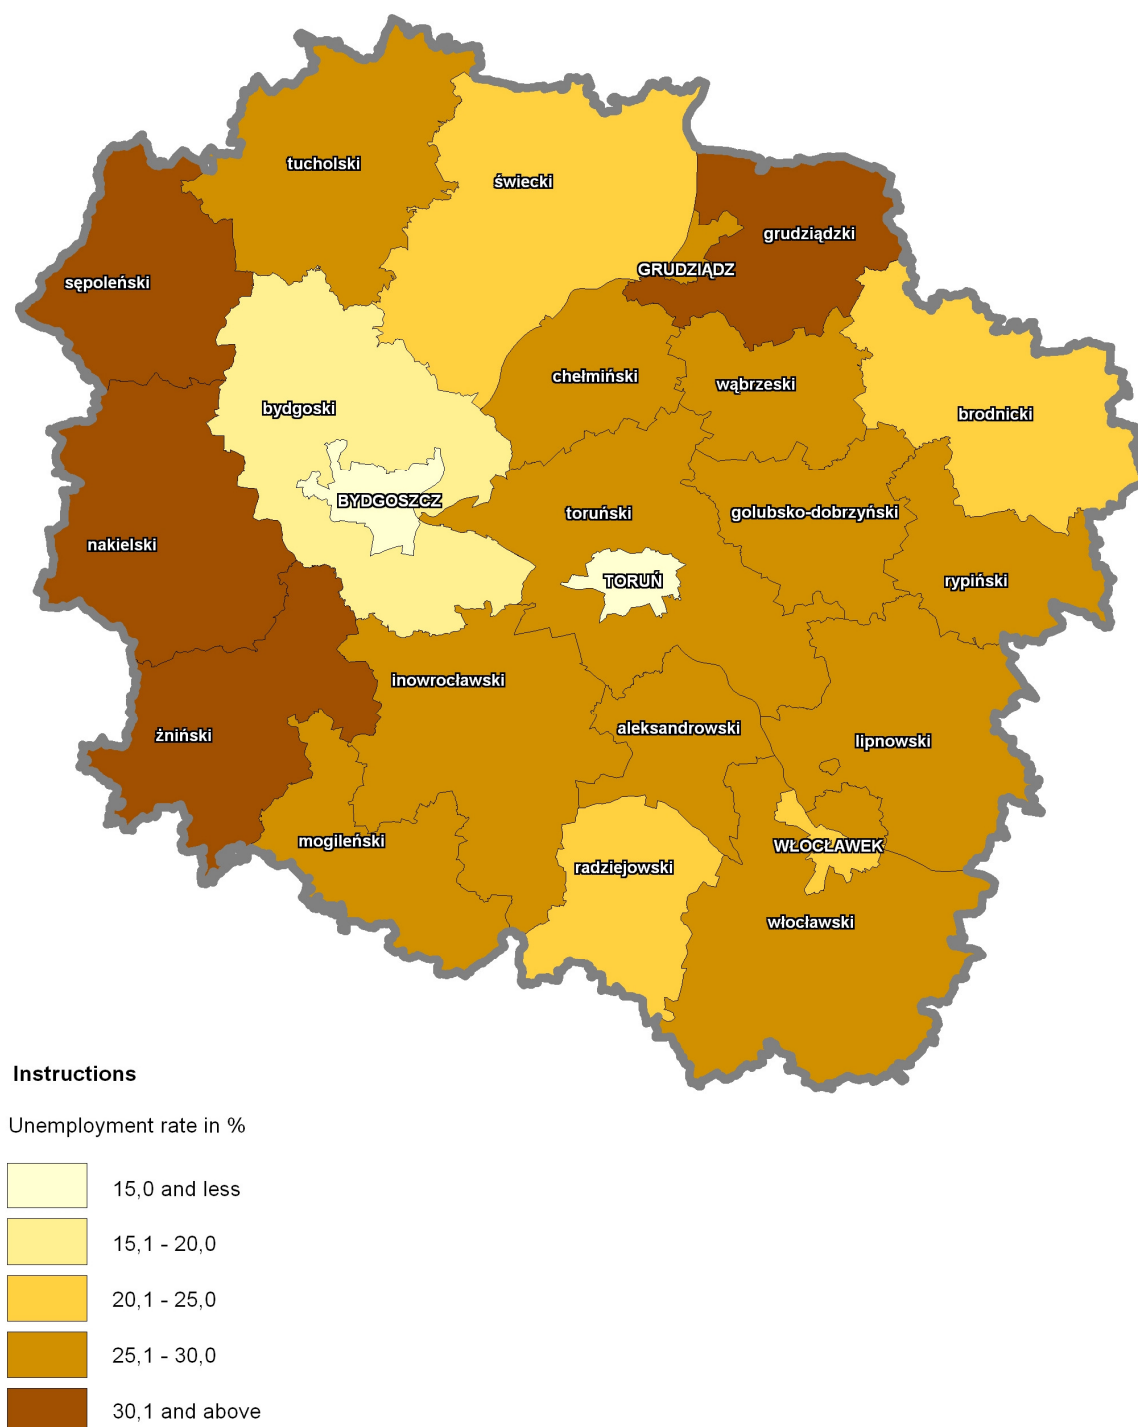 tucholski
świecki
grudziądzki
GRUDZIĄDZ
sępoleński
chełmiński
wąbrzeski
bydgoski
brodnicki
BYDGOSZCZ
toruński
golubsko-dobrzyński
nakielski
TORUŃ
rypiński
inowrocławski
aleksandrowski
żniński
lipnowski
mogileński
WŁOCŁAWEK
radziejowski
włocławski
Instructions
Unemployment rate in %
15,0 and less
15,1 - 20,0
20,1 - 25,0
25,1 - 30,0
30,1 and above